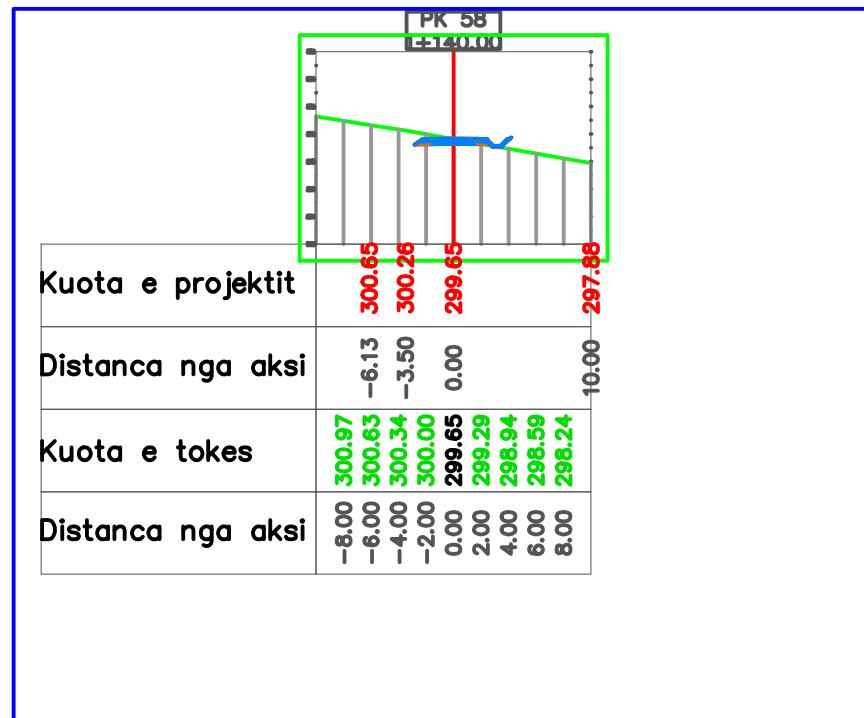 PK 58
1+140.00
Kuota e projektit 300.65 300.26 299.65 297.88
Distanca nga aksi -6.13 -3.50 0.00 10.00
Kuota e tokes 300.97 300.63 300.34 300.00 299.65 299.29 298.94 298.59 298.24
Distanca nga aksi -8.00 -6.00 -4.00 -2.00 0.00 2.00 4.00 6.00 8.00